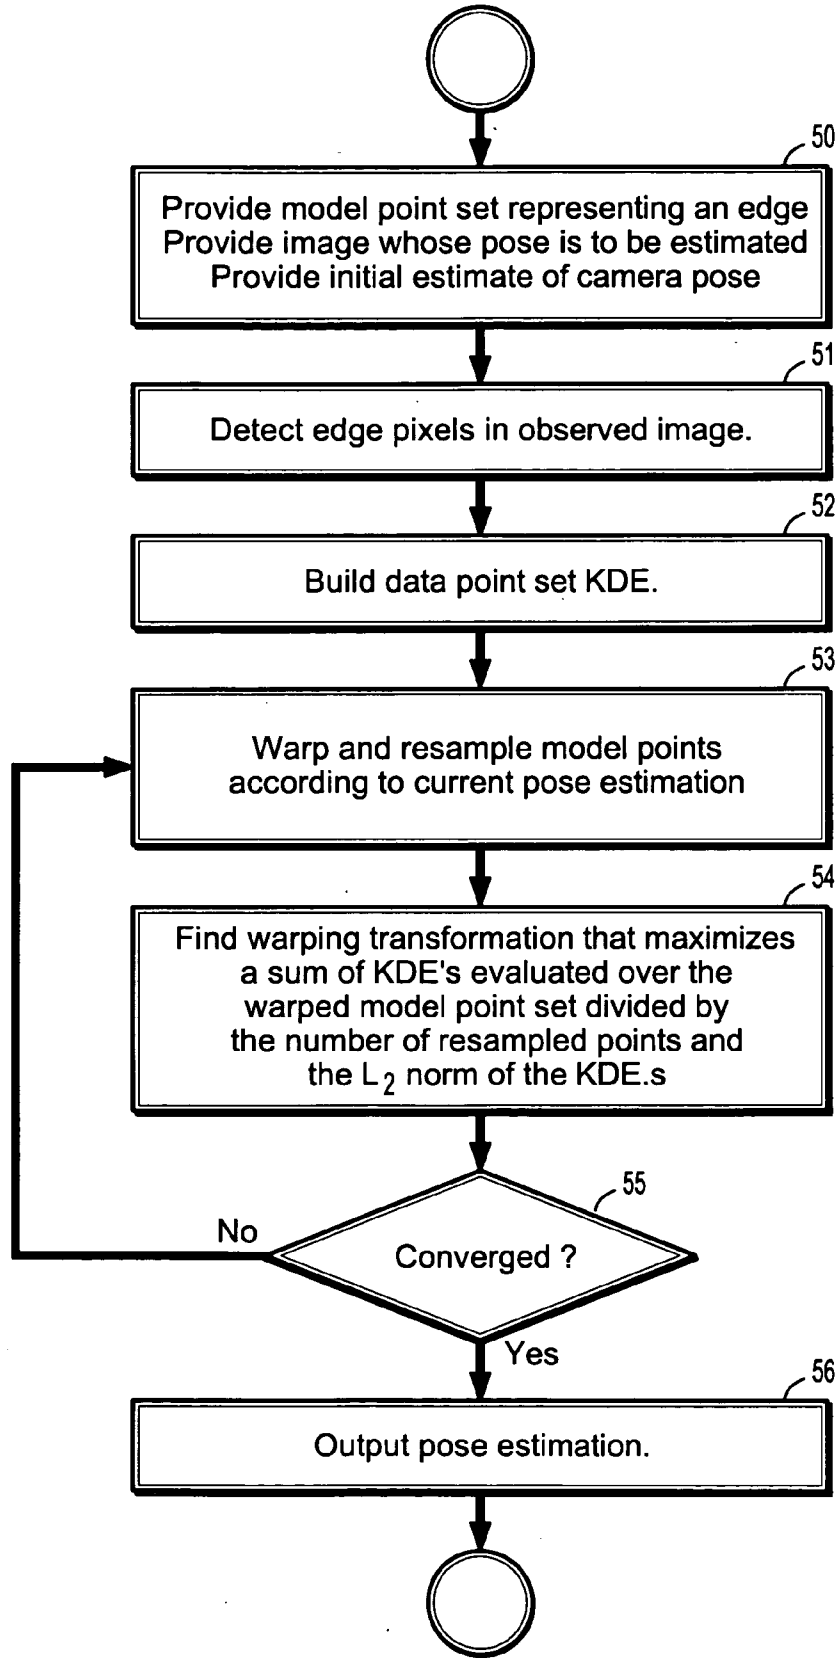 50
Provide model point set representing an edge
Provide image whose pose is to be estimated
Provide initial estimate of camera pose
51
Detect edge pixels in observed image.
52
Build data point set KDE.
53
Warp and resample model points
according to current pose estimation
54
Find warping transformation that maximizes
a sum of KDE's evaluated over the
warped model point set divided by
the number of resampled points and
the L2 norm of the KDE.s
55
No
Converged ?
Yes
56
Output pose estimation.